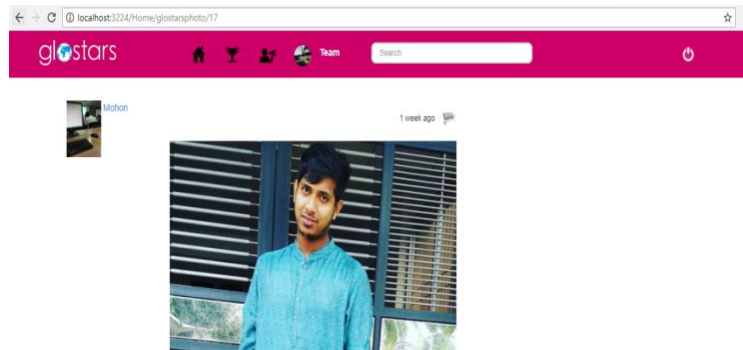 localhost:3224/Home/glostarsphoto/17
glostars
Team
Search
Mohon
1 week ago